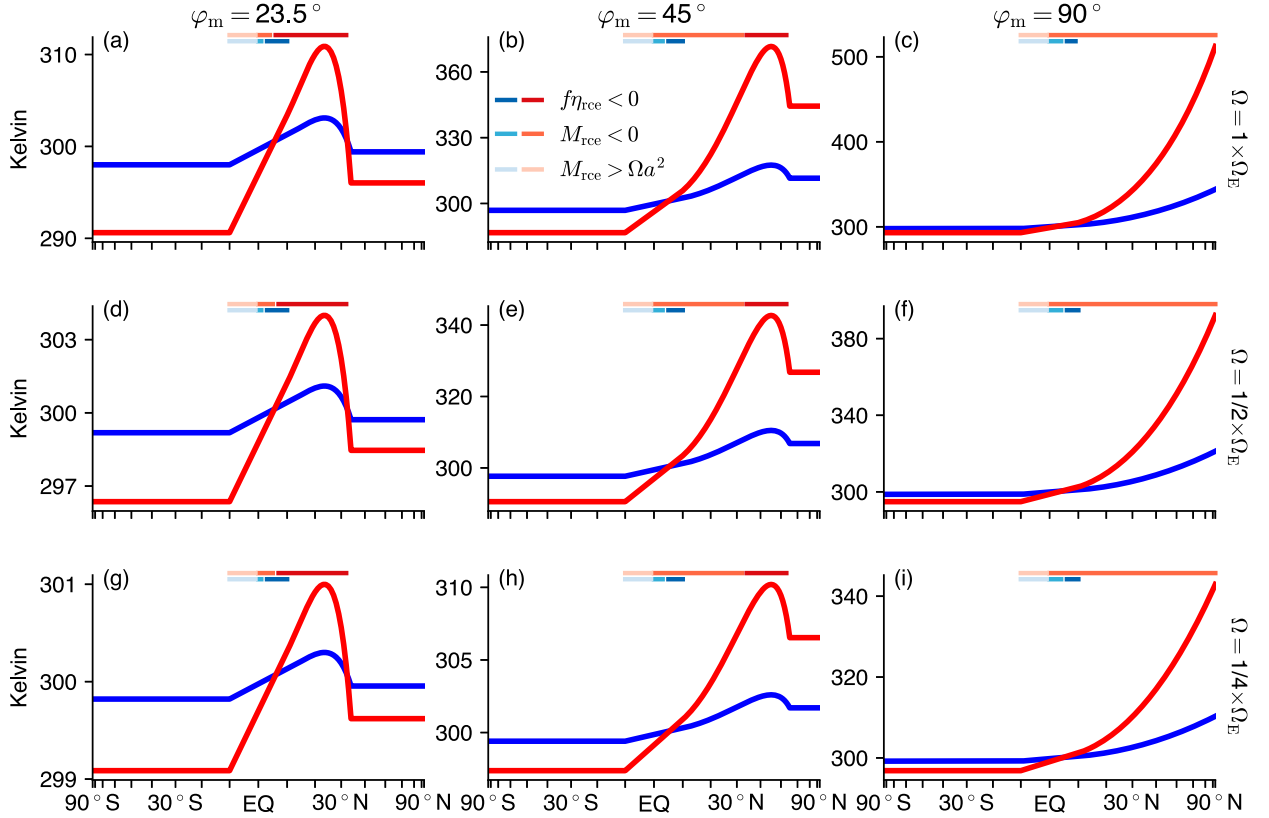 φm = 23.5° φm = 45° φm = 90°
(a) (b) (c)
310
300
290
Kelvin
360
330
300
fηrce < 0
Mrce < 0
Mrce > Ωa²
500
400
300
Ω = 1 × ΩE
(d) (e) (f)
303
300
297
Kelvin
340
320
300
380
340
300
Ω = 1/2 × ΩE
(g) (h) (i)
301
300
299
Kelvin
310
305
300
340
320
300
Ω = 1/4 × ΩE
90°S 30°S EQ 30°N 90°N
90°S 30°S EQ 30°N 90°N
90°S 30°S EQ 30°N 90°N